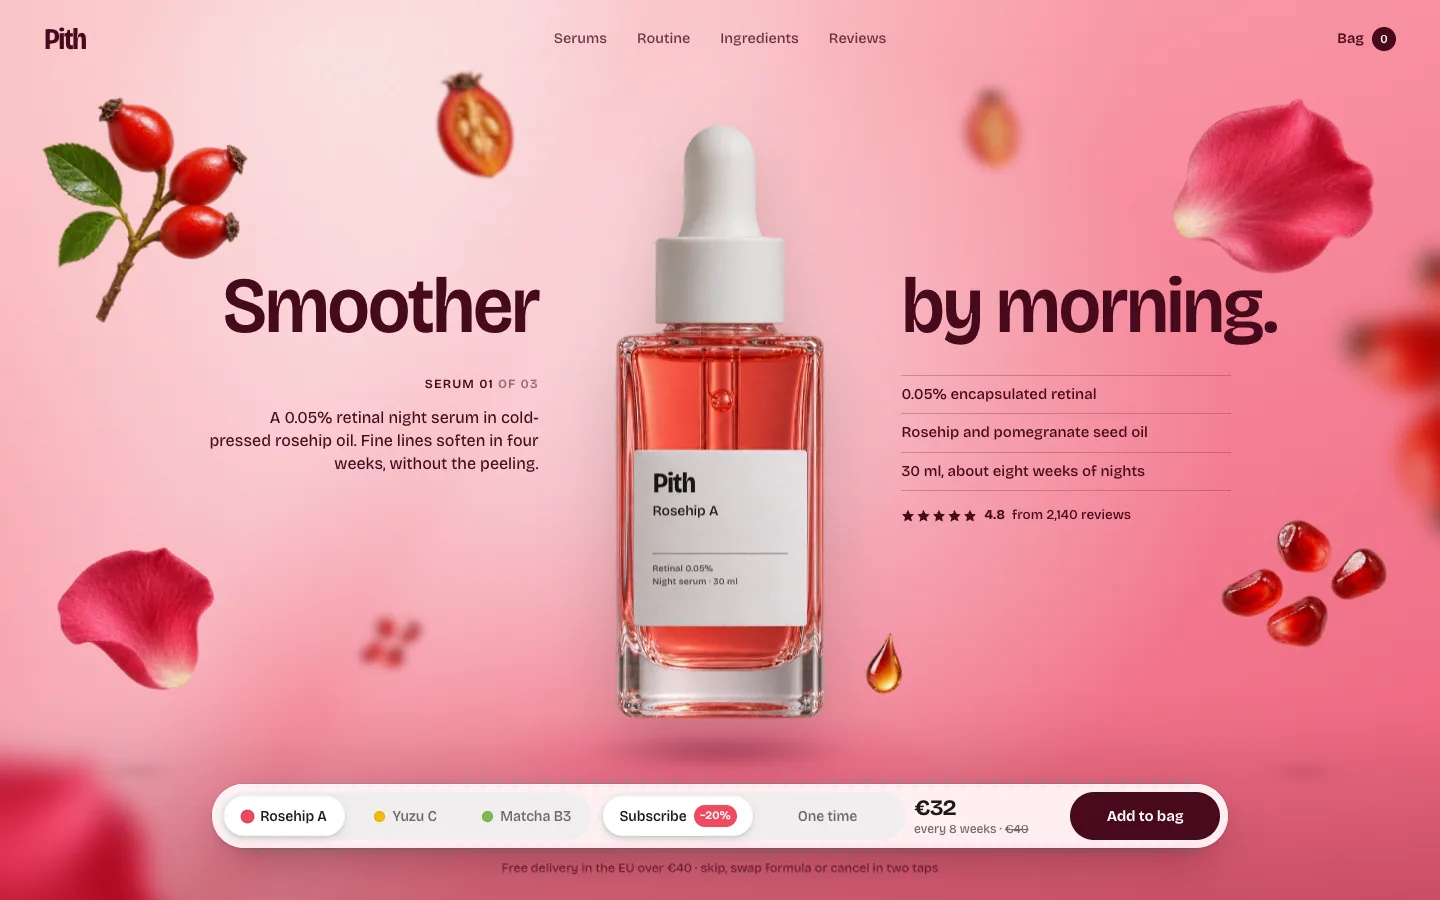 Pith
Serums
Routine
Ingredients
Reviews
Bag 0
Smoother
by morning.
SERUM 01 OF 03
A 0.05% retinal night serum in cold-
pressed rosehip oil. Fine lines soften in four
weeks, without the peeling.
0.05% encapsulated retinal
Rosehip and pomegranate seed oil
30 ml, about eight weeks of nights
4.8 from 2,140 reviews
Pith
Rosehip A
Retinal 0.05%
Night serum · 30 ml
Rosehip A
Yuzu C
Matcha B3
Subscribe -20%
One time
€32
every 8 weeks · €40
Add to bag
Free delivery in the EU over €40 · skip, swap formula or cancel in two taps